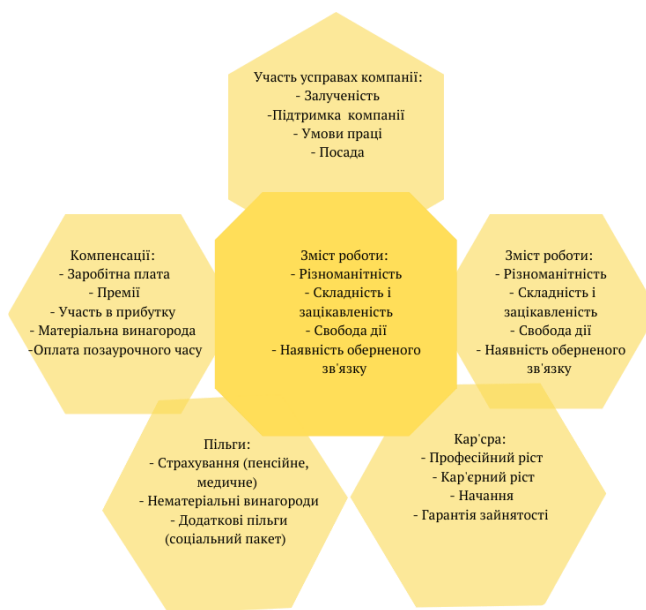 Участь усправах компанії:
- Залученість
-Підтримка компанії
- Умови праці
- Посада
Компенсації:
- Заробітна плата
- Премії
- Участь в прибутку
- Матеріальна винагорода
-Оплата позаурочного часу
Зміст роботи:
- Різноманітність
- Складність і
зацікавленість
- Свобода дії
- Наявність оберненого
зв'язку
Зміст роботи:
- Різноманітність
- Складність і
зацікавленість
- Свобода дії
- Наявність оберненого
зв'язку
Пільги:
- Страхування (пенсійне,
медичне)
- Нематеріальні винагороди
- Додаткові пільги
(соціальний пакет)
Кар'єра:
- Професійний ріст
- Кар'єрний ріст
- Начання
- Гарантія зайнятості